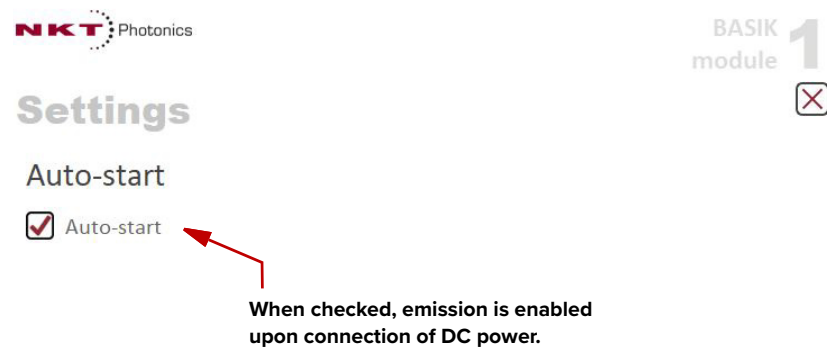 NKT Photonics
BASIK
module 1
Settings
Auto-start
Auto-start
When checked, emission is enabled
upon connection of DC power.